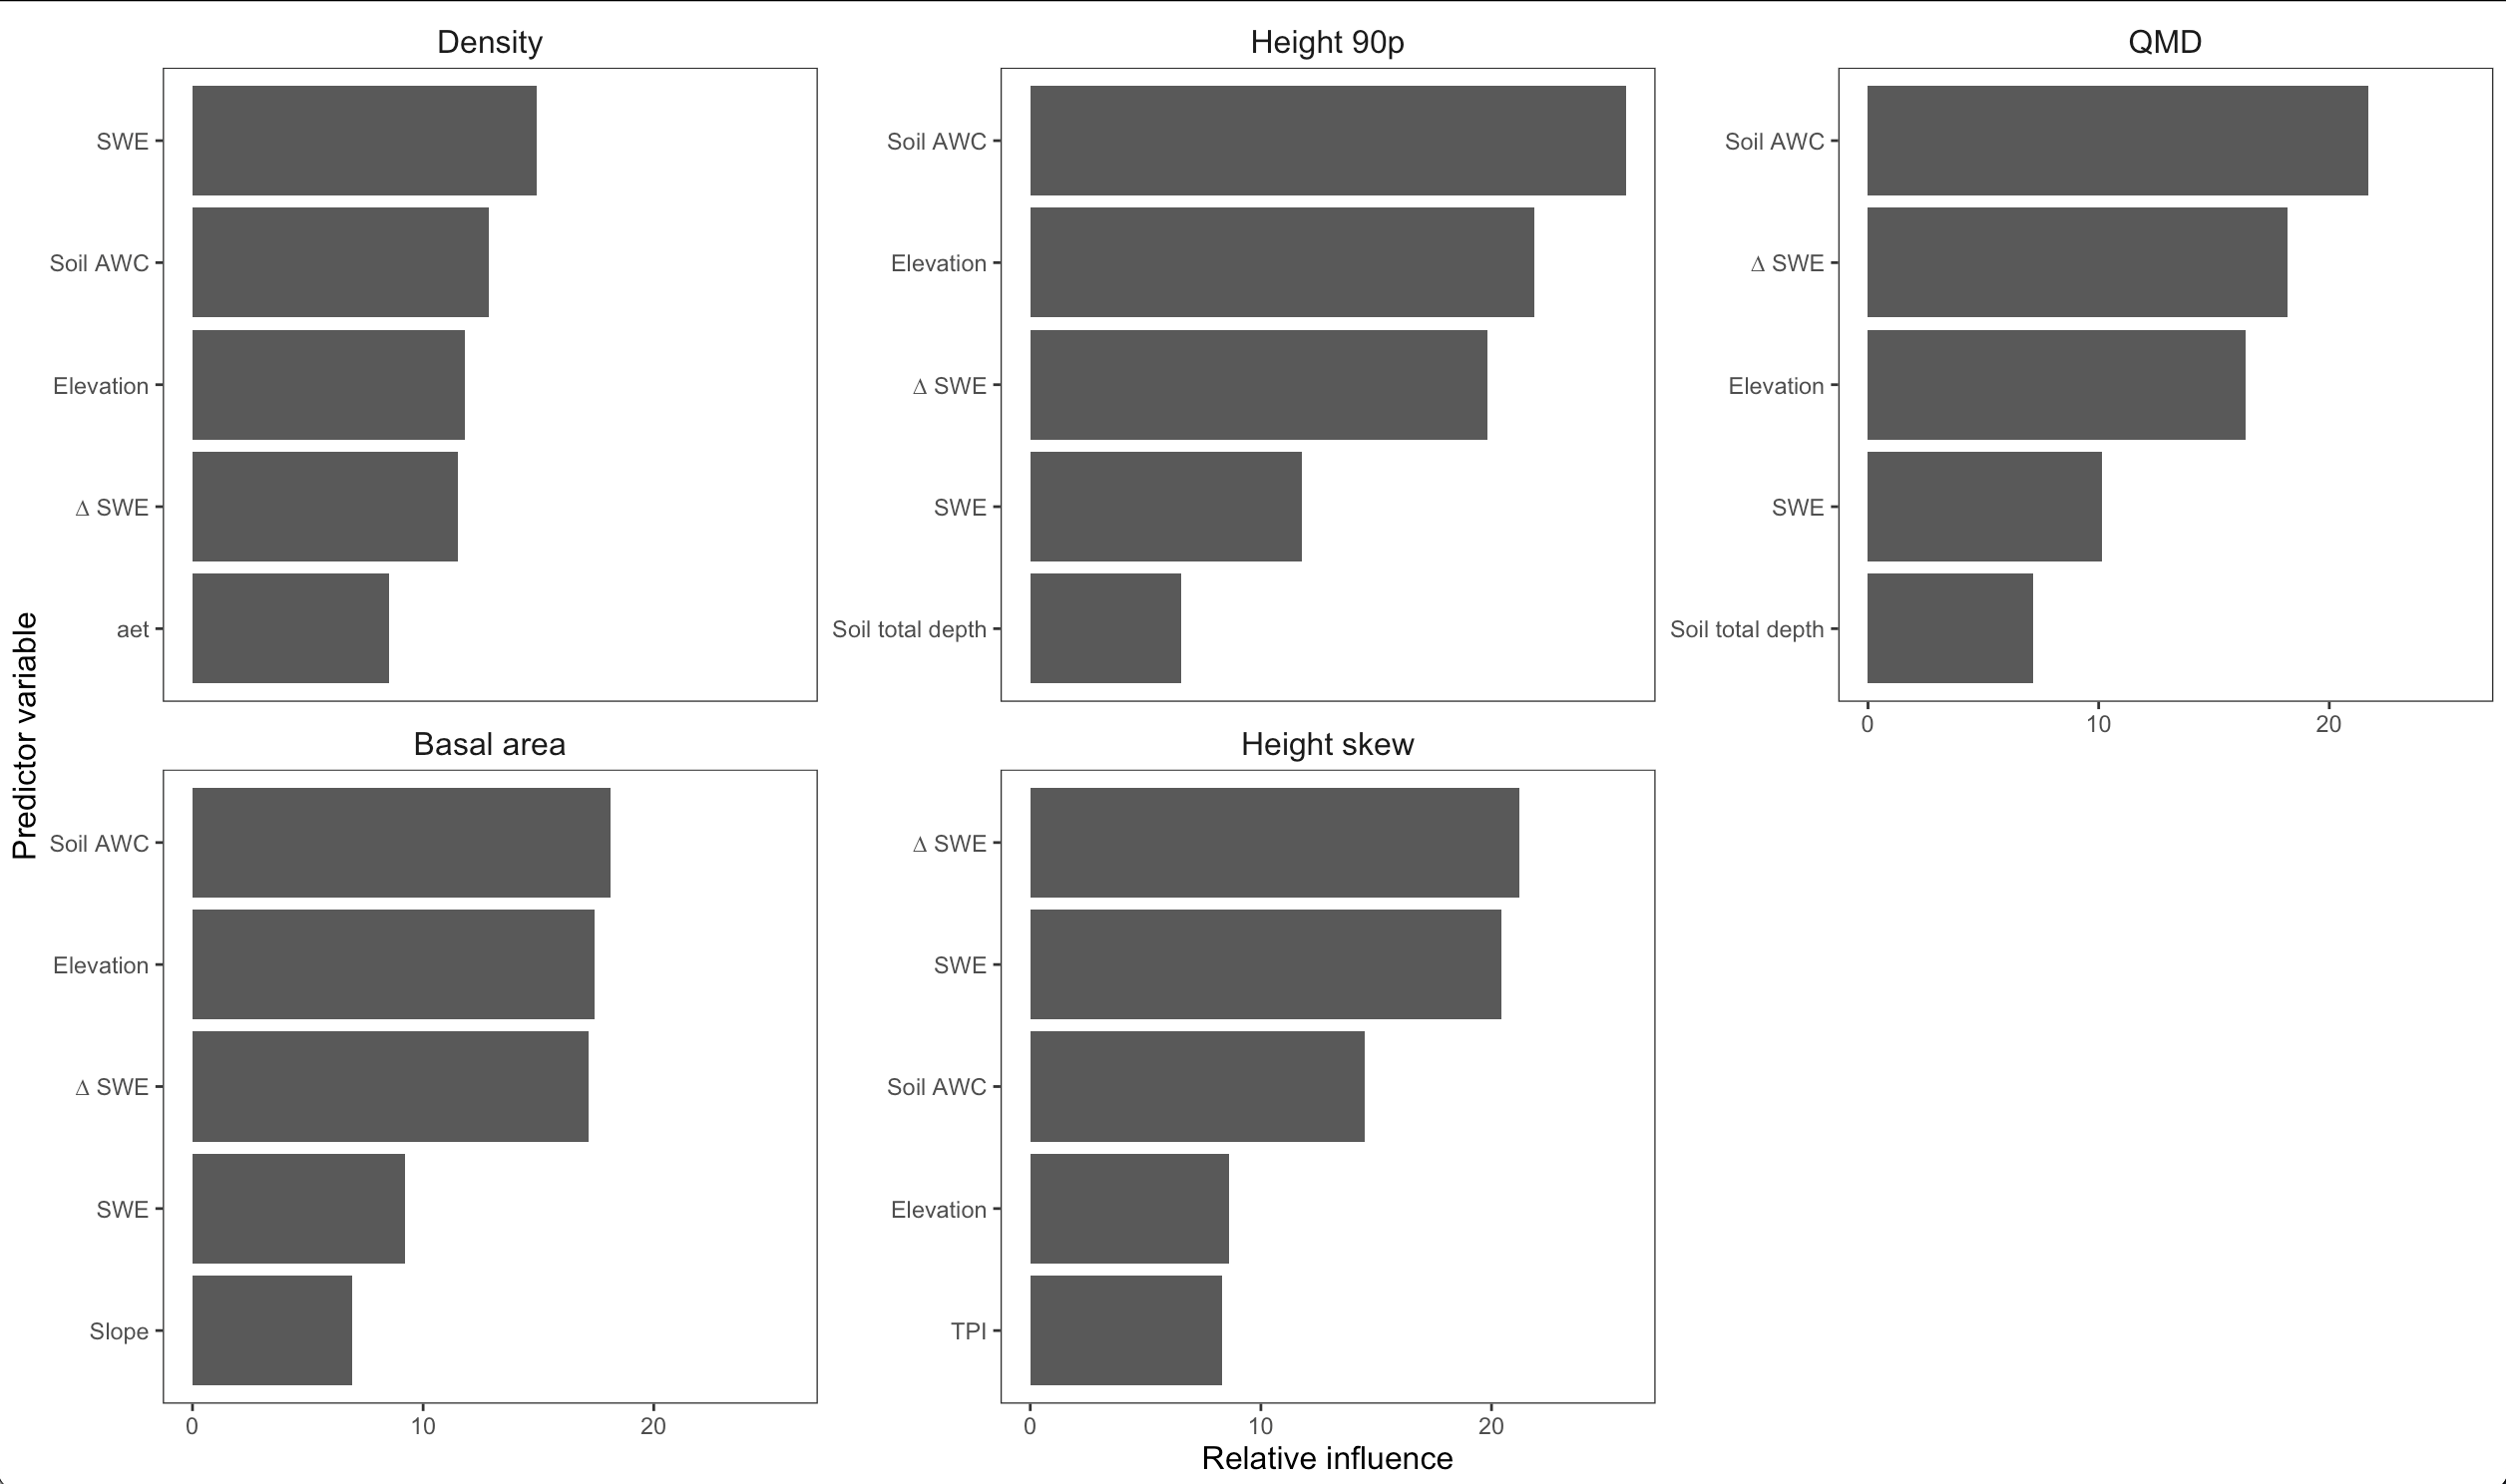 Density
SWE
Soil AWC
Elevation
Δ SWE
aet
Height 90p
Soil AWC
Elevation
Δ SWE
SWE
Soil total depth
QMD
Soil AWC
Δ SWE
Elevation
SWE
Soil total depth
0 10 20
Predictor variable
Basal area
Soil AWC
Elevation
Δ SWE
SWE
Slope
0 10 20
Height skew
Δ SWE
SWE
Soil AWC
Elevation
TPI
0 10 20
Relative influence